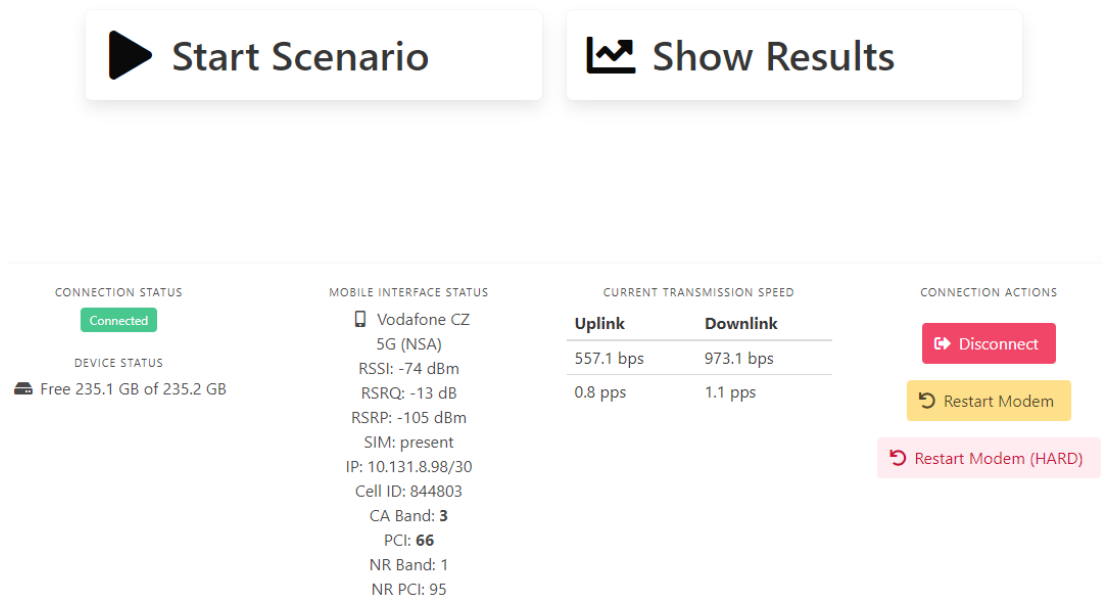 Start Scenario
Show Results
CONNECTION STATUS
Connected
DEVICE STATUS
Free 235.1 GB of 235.2 GB
MOBILE INTERFACE STATUS
Vodafone CZ
5G (NSA)
RSSI: -74 dBm
RSRQ: -13 dB
RSRP: -105 dBm
SIM: present
IP: 10.131.8.98/30
Cell ID: 844803
CA Band: 3
PCI: 66
NR Band: 1
NR PCI: 95
CURRENT TRANSMISSION SPEED
Uplink Downlink
557.1 bps 973.1 bps
0.8 pps 1.1 pps
CONNECTION ACTIONS
Disconnect
Restart Modem
Restart Modem (HARD)